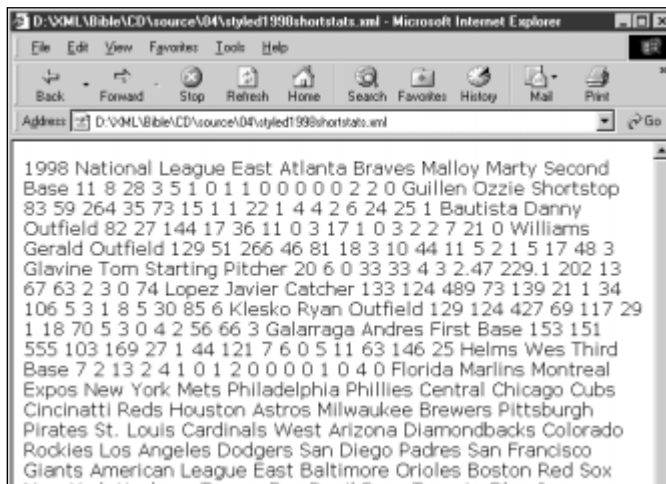 D:\XML\Bible\CD\source\04\styled1998shortstats.xml - Microsoft Internet Explorer
File Edit View Favorites Tools Help
Back Forward Stop Refresh Home Search Favorites History Mail Print
Address D:\XML\Bible\CD\source\04\styled1998shortstats.xml Go
1998 National League East Atlanta Braves Malloy Marty Second
Base 11 8 28 3 5 1 0 1 1 0 0 0 0 0 2 2 0 Guillen Ozzie Shortstop
83 59 264 35 73 15 1 1 22 1 4 4 2 6 24 25 1 Bautista Danny
Outfield 82 27 144 17 36 11 0 3 17 1 0 3 2 2 7 21 0 Williams
Gerald Outfield 129 51 266 46 81 18 3 10 44 11 5 2 1 5 17 48 3
Glavine Tom Starting Pitcher 20 6 0 33 33 4 3 2.47 229.1 202 13
67 63 2 3 0 74 Lopez Javier Catcher 133 124 489 73 139 21 1 34
106 5 3 1 8 5 30 85 6 Klesko Ryan Outfield 129 124 427 69 117 29
1 18 70 5 3 0 4 2 56 66 3 Galarraga Andres First Base 153 151
555 103 169 27 1 44 121 7 6 0 5 11 63 146 25 Helms Wes Third
Base 7 2 13 2 4 1 0 1 2 0 0 0 0 1 0 4 0 Florida Marlins Montreal
Expos New York Mets Philadelphia Phillies Central Chicago Cubs
Cincinatti Reds Houston Astros Milwaukee Brewers Pittsburgh
Pirates St. Louis Cardinals West Arizona Diamondbacks Colorado
Rockies Los Angeles Dodgers San Diego Padres San Francisco
Giants American League East Baltimore Orioles Boston Red Sox